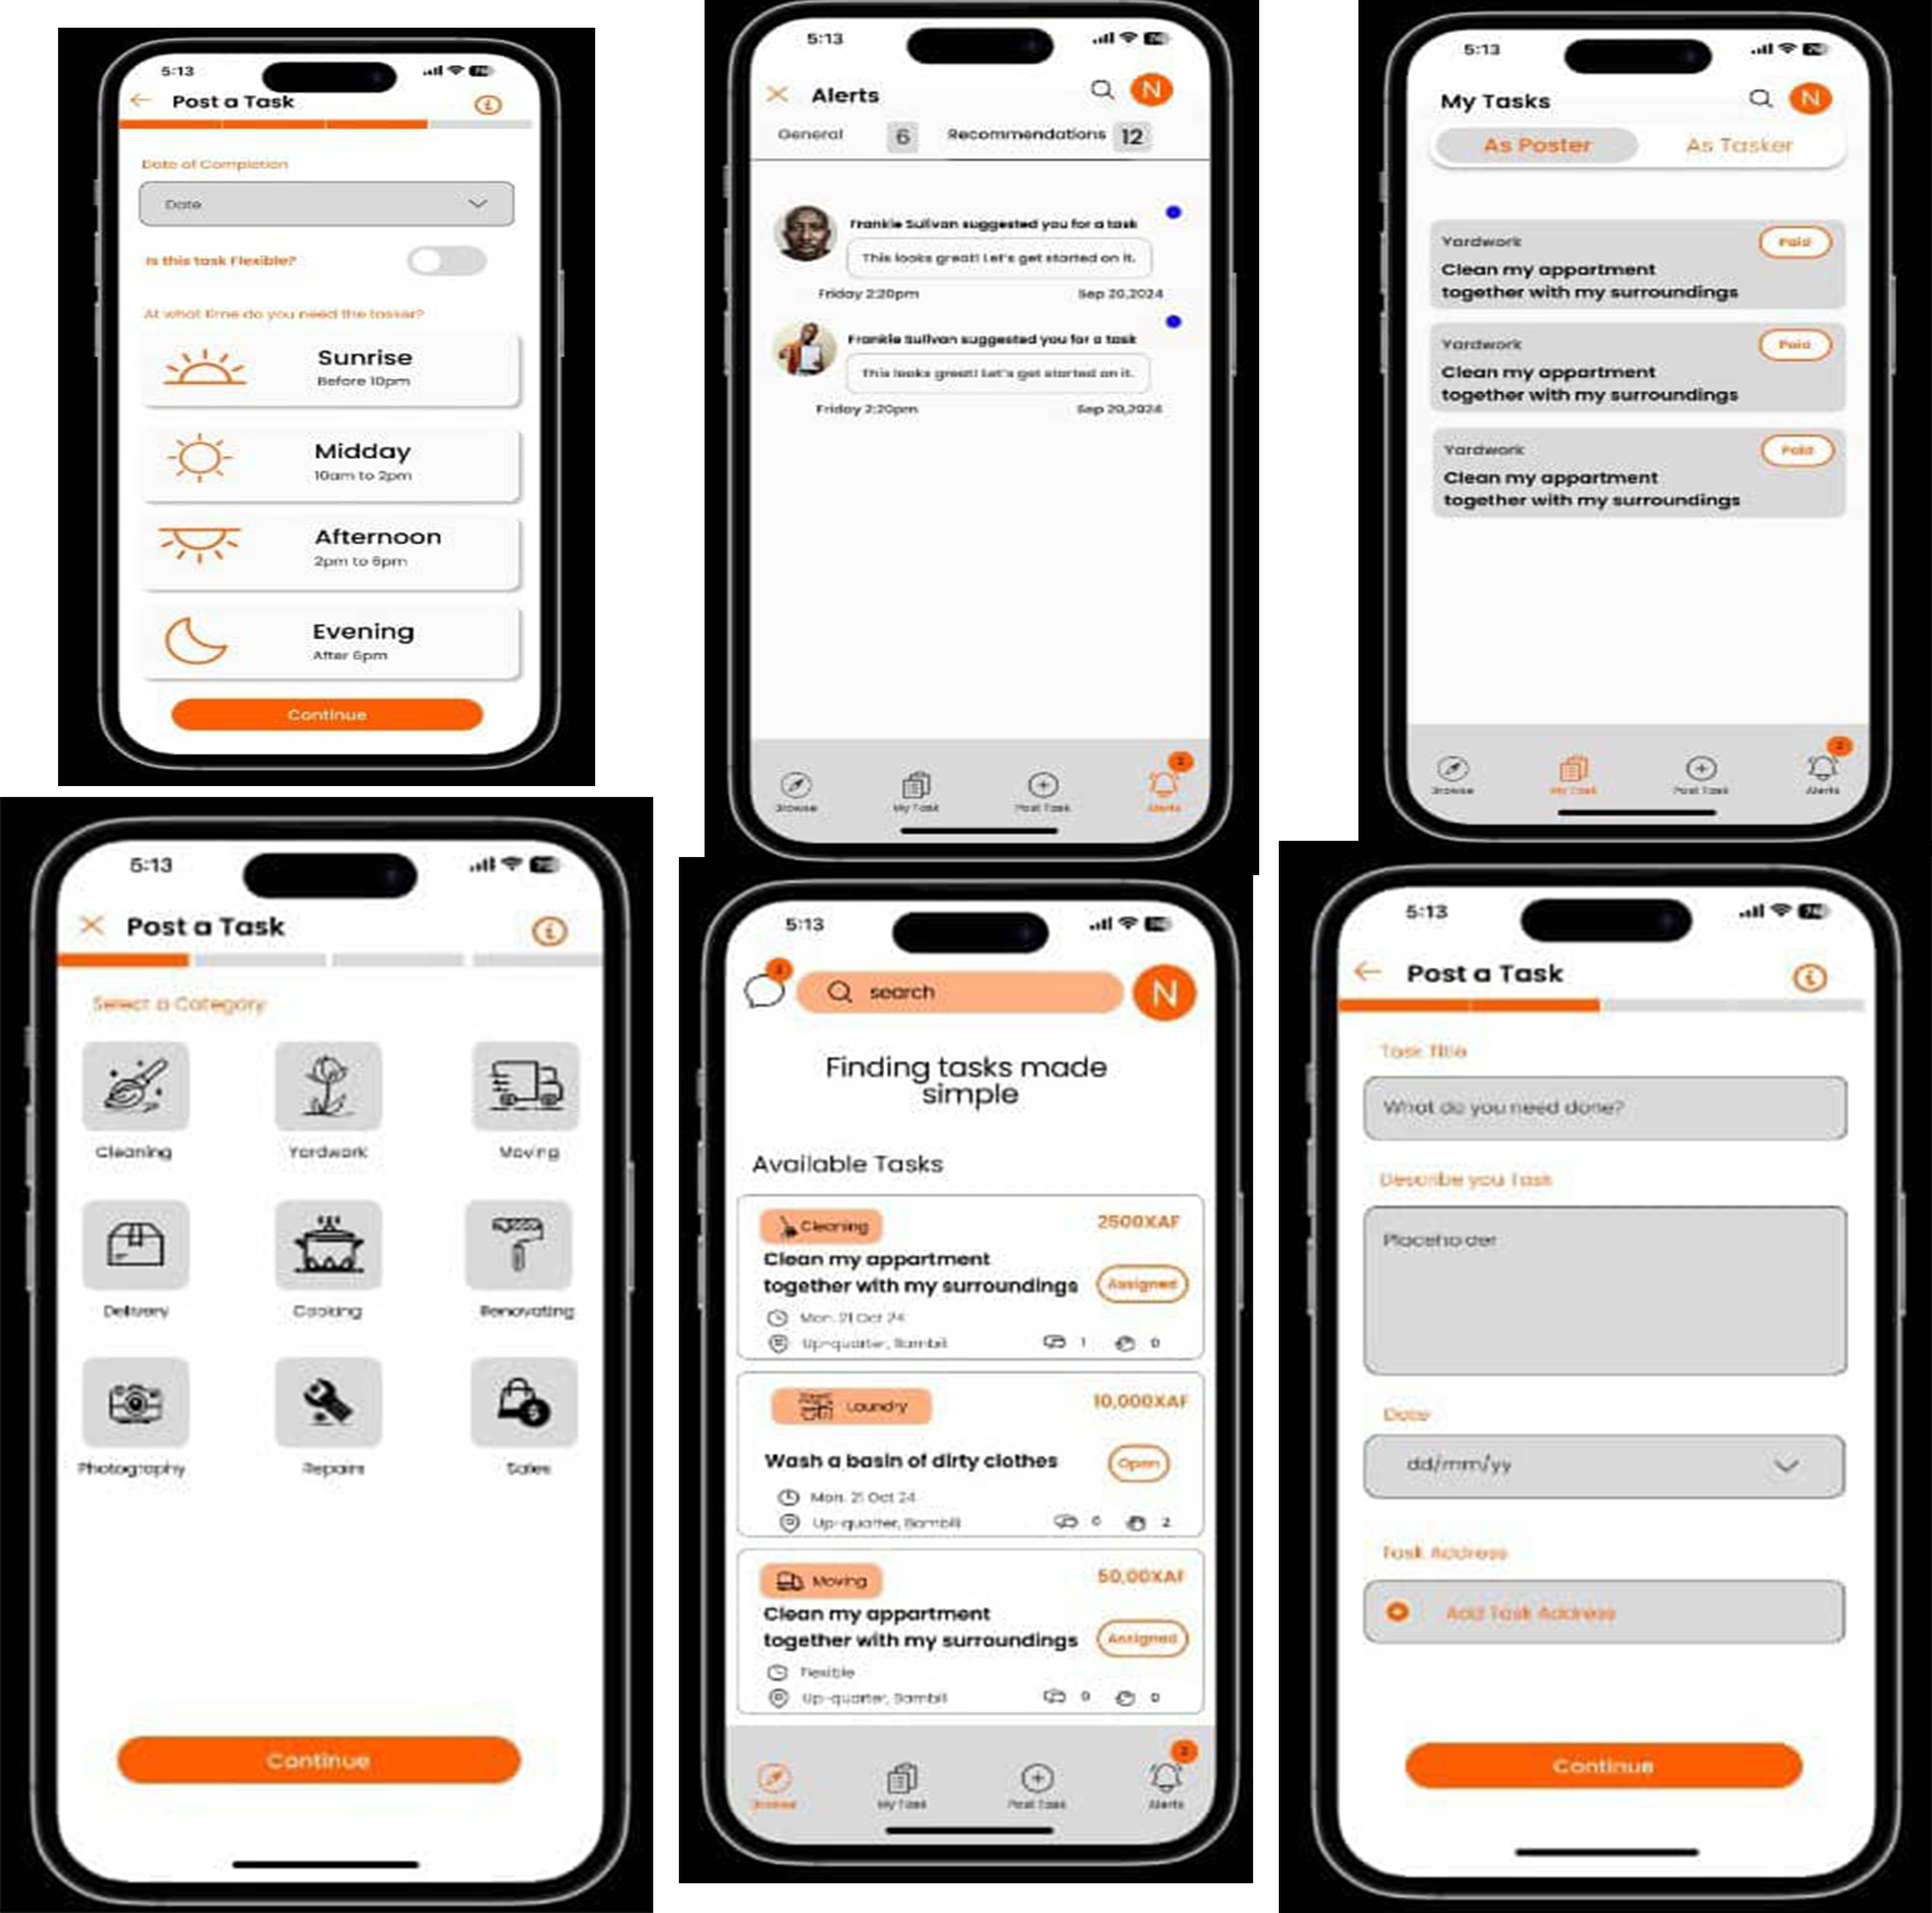 5:13
Post a Task
Date of Completion
Date
Is this task Flexible?
At what time do you need the tasker?
Sunrise
Before 10pm
Midday
10am to 2pm
Afternoon
2pm to 6pm
Evening
After 6pm
Continue
5:13
Alerts
N
General 6 Recommendations 12
Frankie Sullvan suggested you for a task
This looks great! Let's get started on it.
Friday 2:20pm Sep 20,2024
Frankie Sullvan suggested you for a task
This looks great! Let's get started on it.
Friday 2:20pm Sep 20,2024
2
Browse My Task Post Task Alerts
5:13
My Tasks
N
As Poster As Tasker
Yardwork
Paid
Clean my appartment
together with my surroundings
Yardwork
Paid
Clean my appartment
together with my surroundings
Yardwork
Paid
Clean my appartment
together with my surroundings
2
Browse My Task Post Task Alerts
5:13
Post a Task
Select a Category
Cleaning Yardwork Moving
Delivery Cooking Renovating
Photography Repairs Sales
Continue
5:13
search
N
Finding tasks made
simple
Available Tasks
Cleaning 2500XAF
Clean my appartment
together with my surroundings
Assigned
Mon. 21 Oct 24
Up-quarter, Bambili
1 0
Laundry 10,000XAF
Wash a basin of dirty clothes
Open
Mon. 21 Oct 24
Up-quarter, Bambili
0 2
Moving 50,00XAF
Clean my appartment
together with my surroundings
Assigned
Flexible
Up-quarter, Bambili
0 0
2
Browse My Task Post Task Alerts
5:13
Post a Task
Task Title
What do you need done?
Describe you Task
Placeholder
Date
dd/mm/yy
Task Address
Add Task Address
Continue